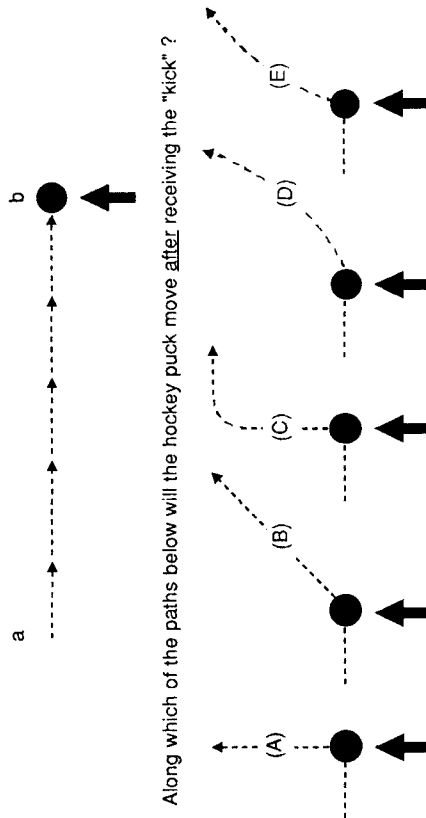 a b
Along which of the paths below will the hockey puck move after receiving the "kick" ?
(A) (B) (C) (D) (E)